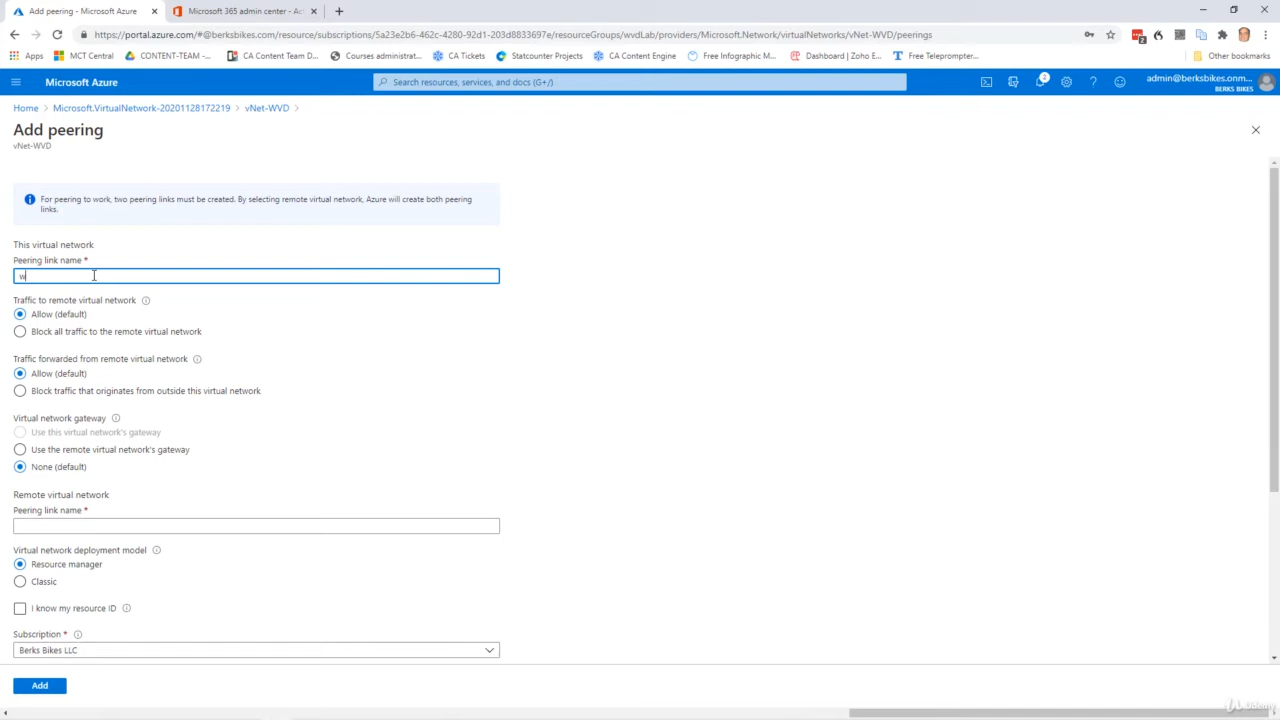 Add peering - Microsoft Azure
Microsoft 365 admin center - Ac
https://portal.azure.com/#@berksbikes.com/resource/subscriptions/5a23e2b6-462c-4280-92d1-203d8833697e/resourceGroups/wvdLab/providers/Microsoft.Network/virtualNetworks/vNet-WVD/peerings
Apps MCT Central CONTENT-TEAM -... CA Content Team D... Courses administrat... CA Tickets Statcounter Projects CA Content Engine Free Infographic M... Dashboard | Zoho E... Free Teleprompter... Other bookmarks
Microsoft Azure
Search resources, services, and docs (G+/)
2
admin@berksbikes.onm...
BERKS BIKES
Home > Microsoft.VirtualNetwork-20201128172219 > vNet-WVD >
Add peering
vNet-WVD
For peering to work, two peering links must be created. By selecting remote virtual network, Azure will create both peering
links.
This virtual network
Peering link name *
w
Traffic to remote virtual network
Allow (default)
Block all traffic to the remote virtual network
Traffic forwarded from remote virtual network
Allow (default)
Block traffic that originates from outside this virtual network
Virtual network gateway
Use this virtual network's gateway
Use the remote virtual network's gateway
None (default)
Remote virtual network
Peering link name *
Virtual network deployment model
Resource manager
Classic
I know my resource ID
Subscription *
Berks Bikes LLC
Add
Udemy